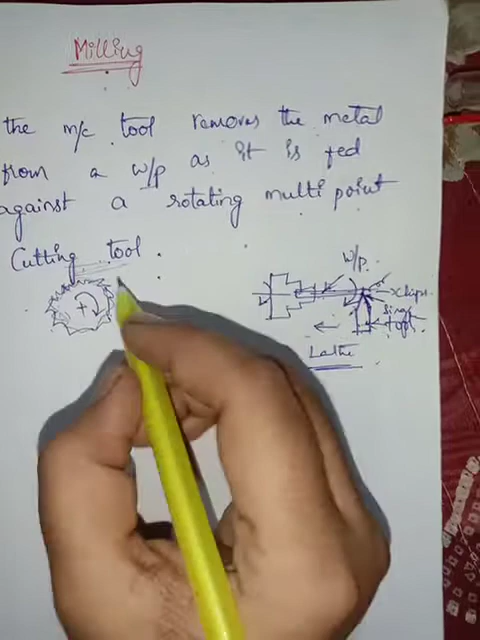 Milling
the m/c tool removes the metal
from a w/p as it is fed
against a rotating multi point
Cutting tool.
W/P.
chips
Single
tool.
Lathe